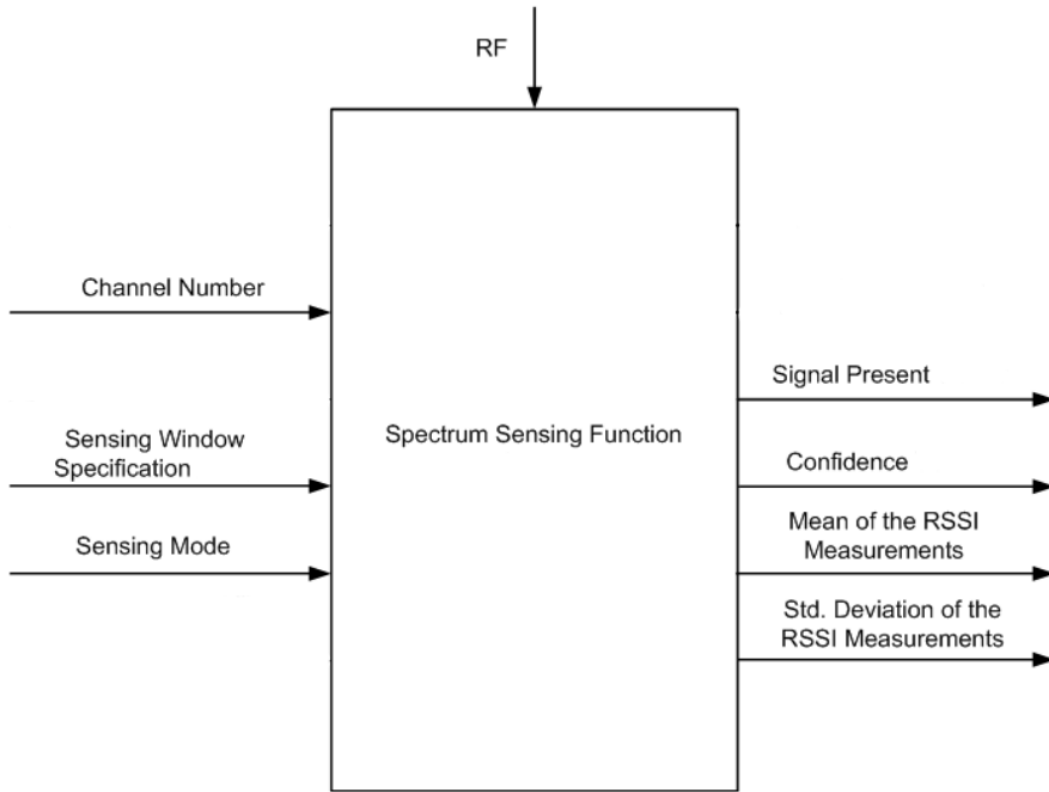 RF
Channel Number
Sensing Window
Specification
Sensing Mode
Spectrum Sensing Function
Signal Present
Confidence
Mean of the RSSI
Measurements
Std. Deviation of the
RSSI Measurements